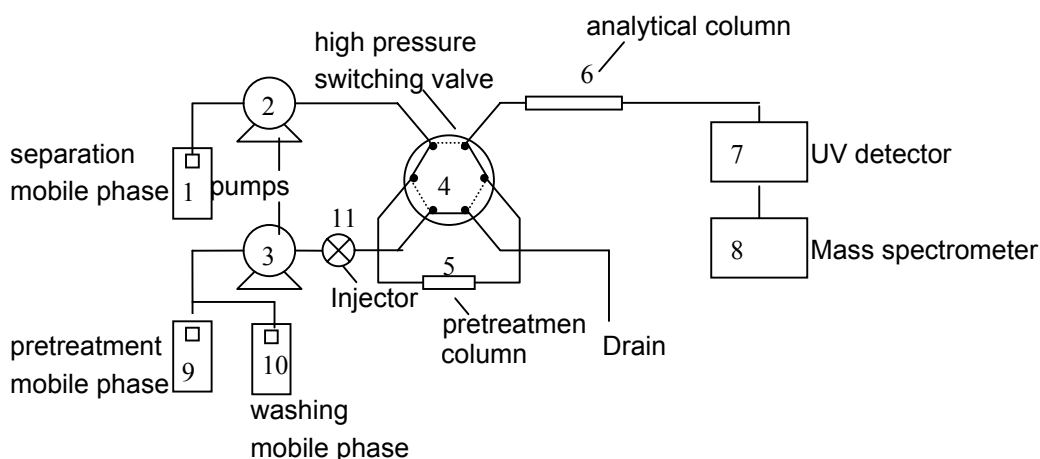 analytical column
high pressure
switching valve
6
2
separation
mobile phase
1
pumps
4
7
UV detector
11
3
8
Mass spectrometer
Injector
5
pretreatmen
column
Drain
pretreatment
mobile phase
9
10
washing
mobile phase